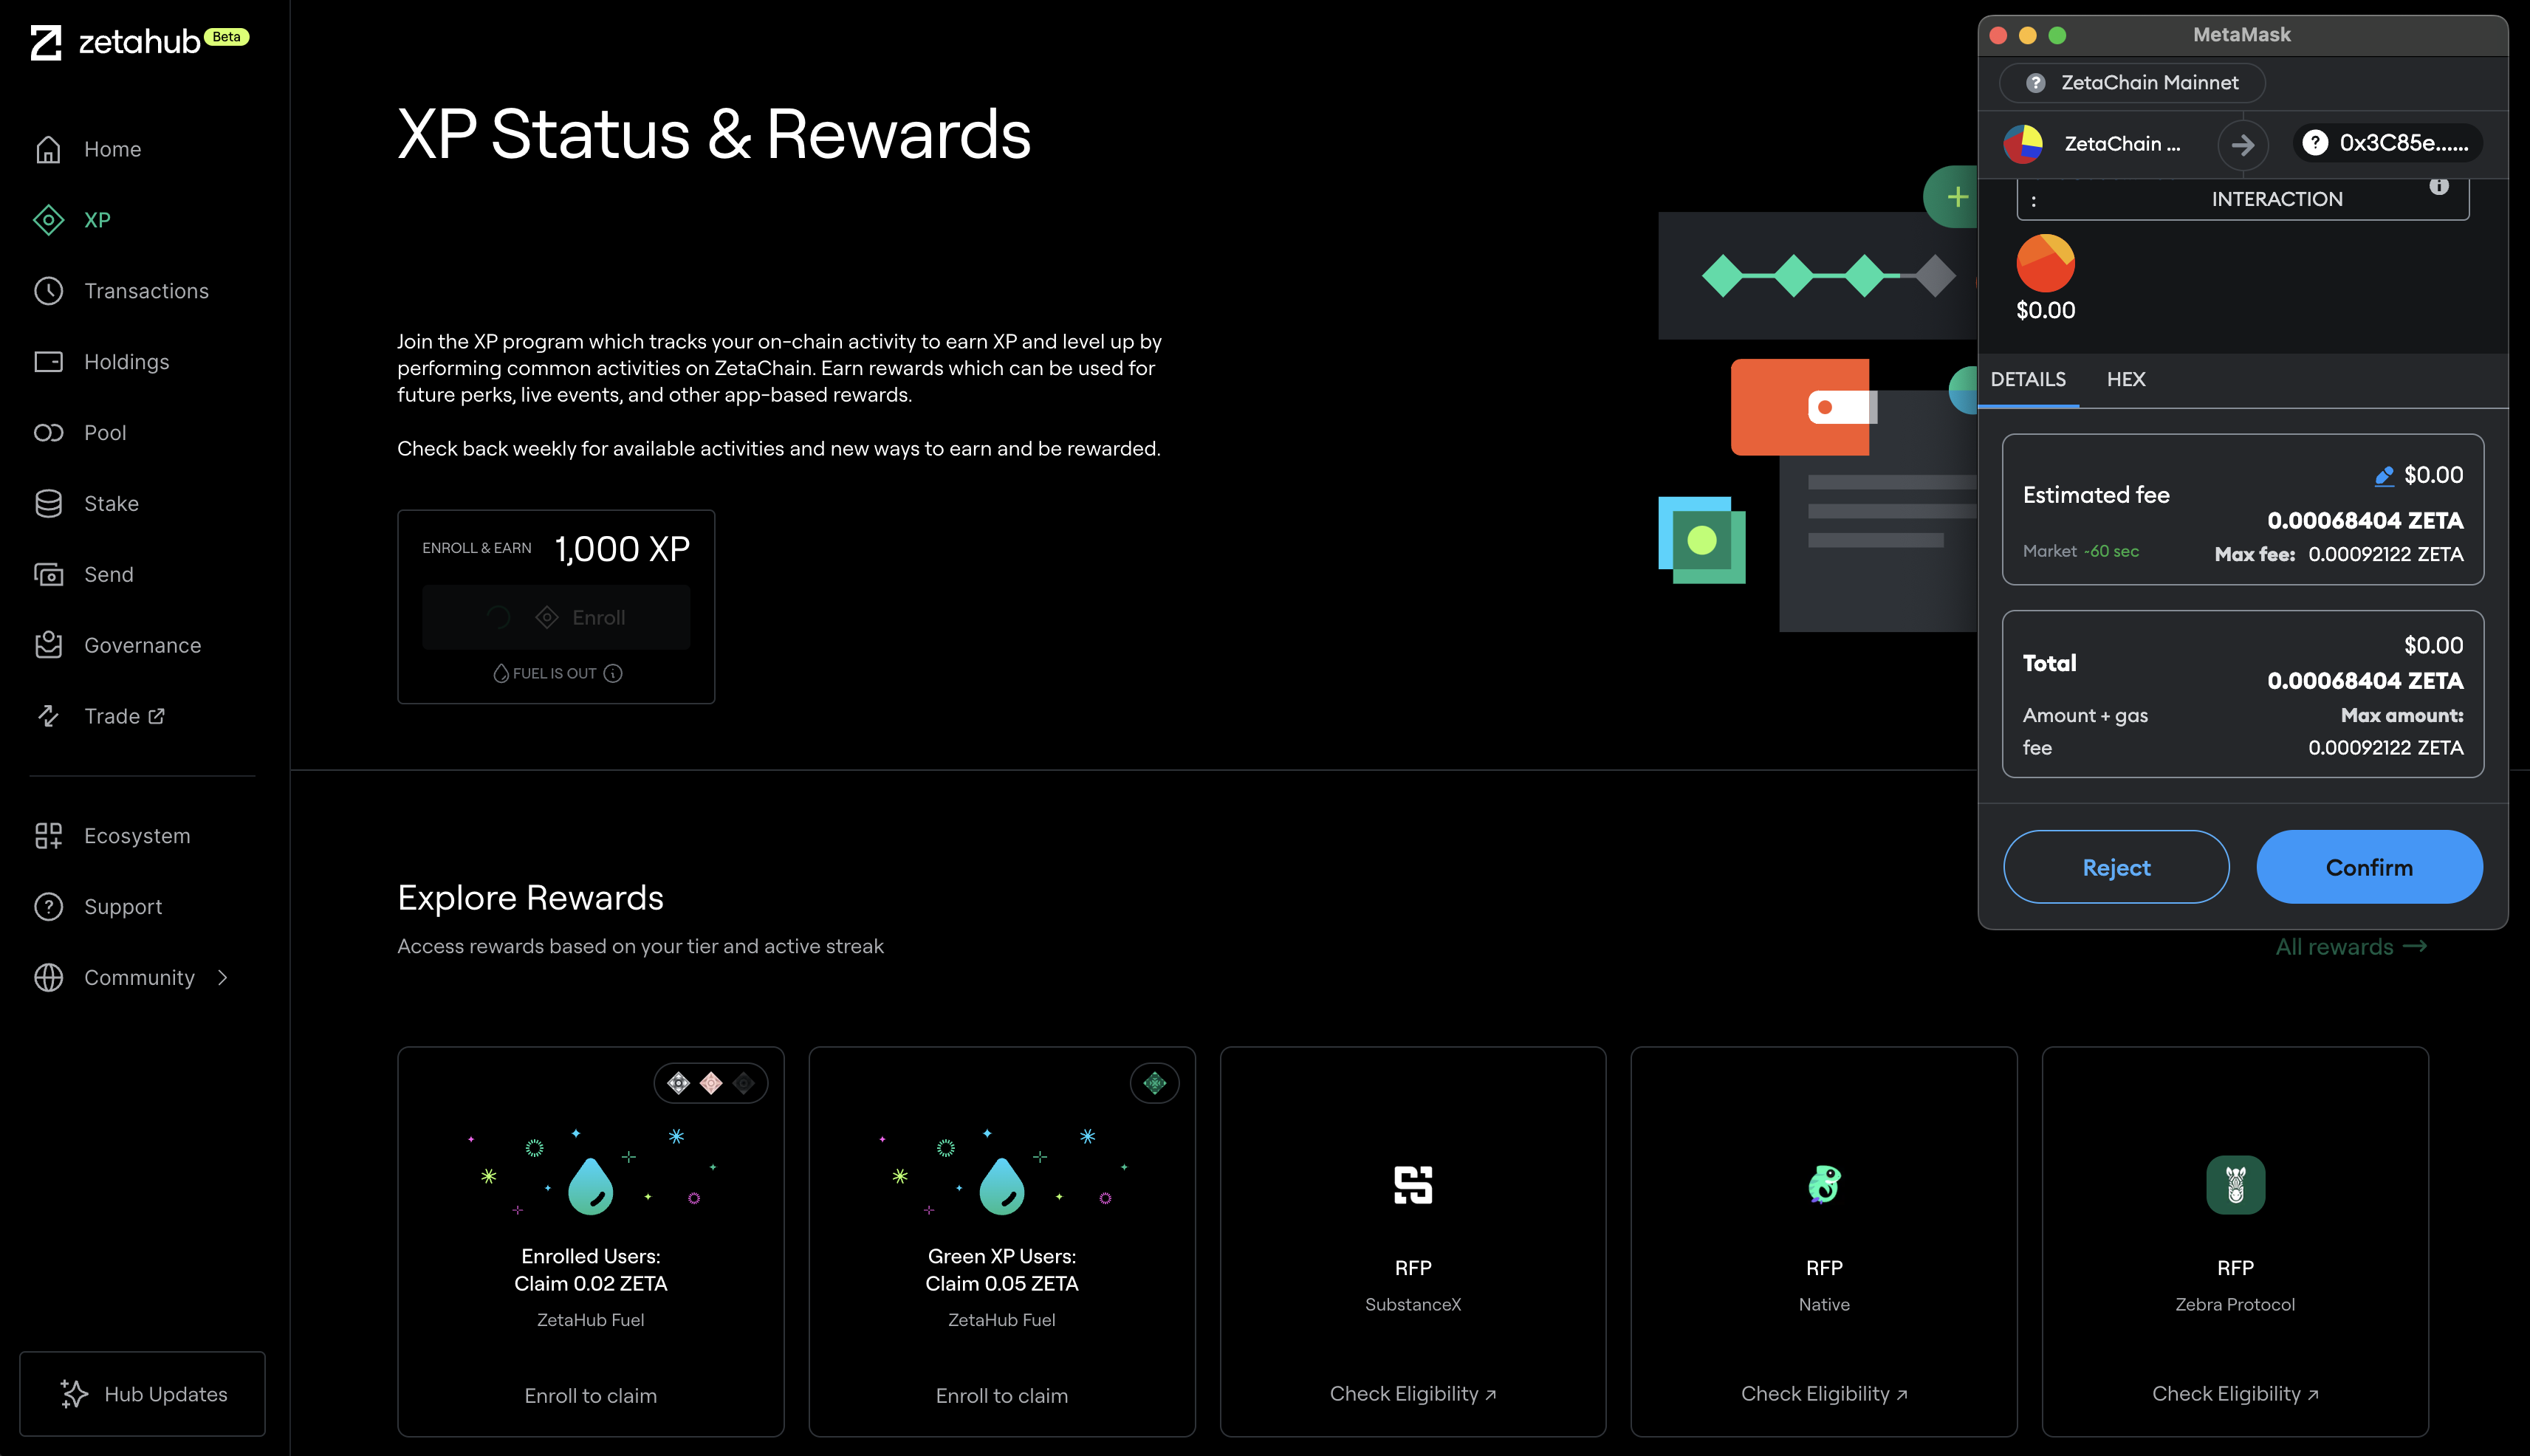 zetahub Beta
Home
XP
Transactions
Holdings
Pool
Stake
Send
Governance
Trade
Ecosystem
Support
Community
Hub Updates
XP Status & Rewards
Join the XP program which tracks your on-chain activity to earn XP and level up by
performing common activities on ZetaChain. Earn rewards which can be used for
future perks, live events, and other app-based rewards.
Check back weekly for available activities and new ways to earn and be rewarded.
ENROLL & EARN 1,000 XP
Enroll
FUEL IS OUT
Explore Rewards
Access rewards based on your tier and active streak
All rewards →
Enrolled Users:
Claim 0.02 ZETA
ZetaHub Fuel
Enroll to claim
Green XP Users:
Claim 0.05 ZETA
ZetaHub Fuel
Enroll to claim
RFP
SubstanceX
Check Eligibility ↗
RFP
Native
Check Eligibility ↗
RFP
Zebra Protocol
Check Eligibility ↗
MetaMask
? ZetaChain Mainnet
ZetaChain ...
? 0x3C85e......
: INTERACTION
$0.00
DETAILS HEX
$0.00
Estimated fee
0.00068404 ZETA
Market ~60 sec Max fee: 0.00092122 ZETA
$0.00
Total
0.00068404 ZETA
Amount + gas Max amount:
fee 0.00092122 ZETA
Reject Confirm